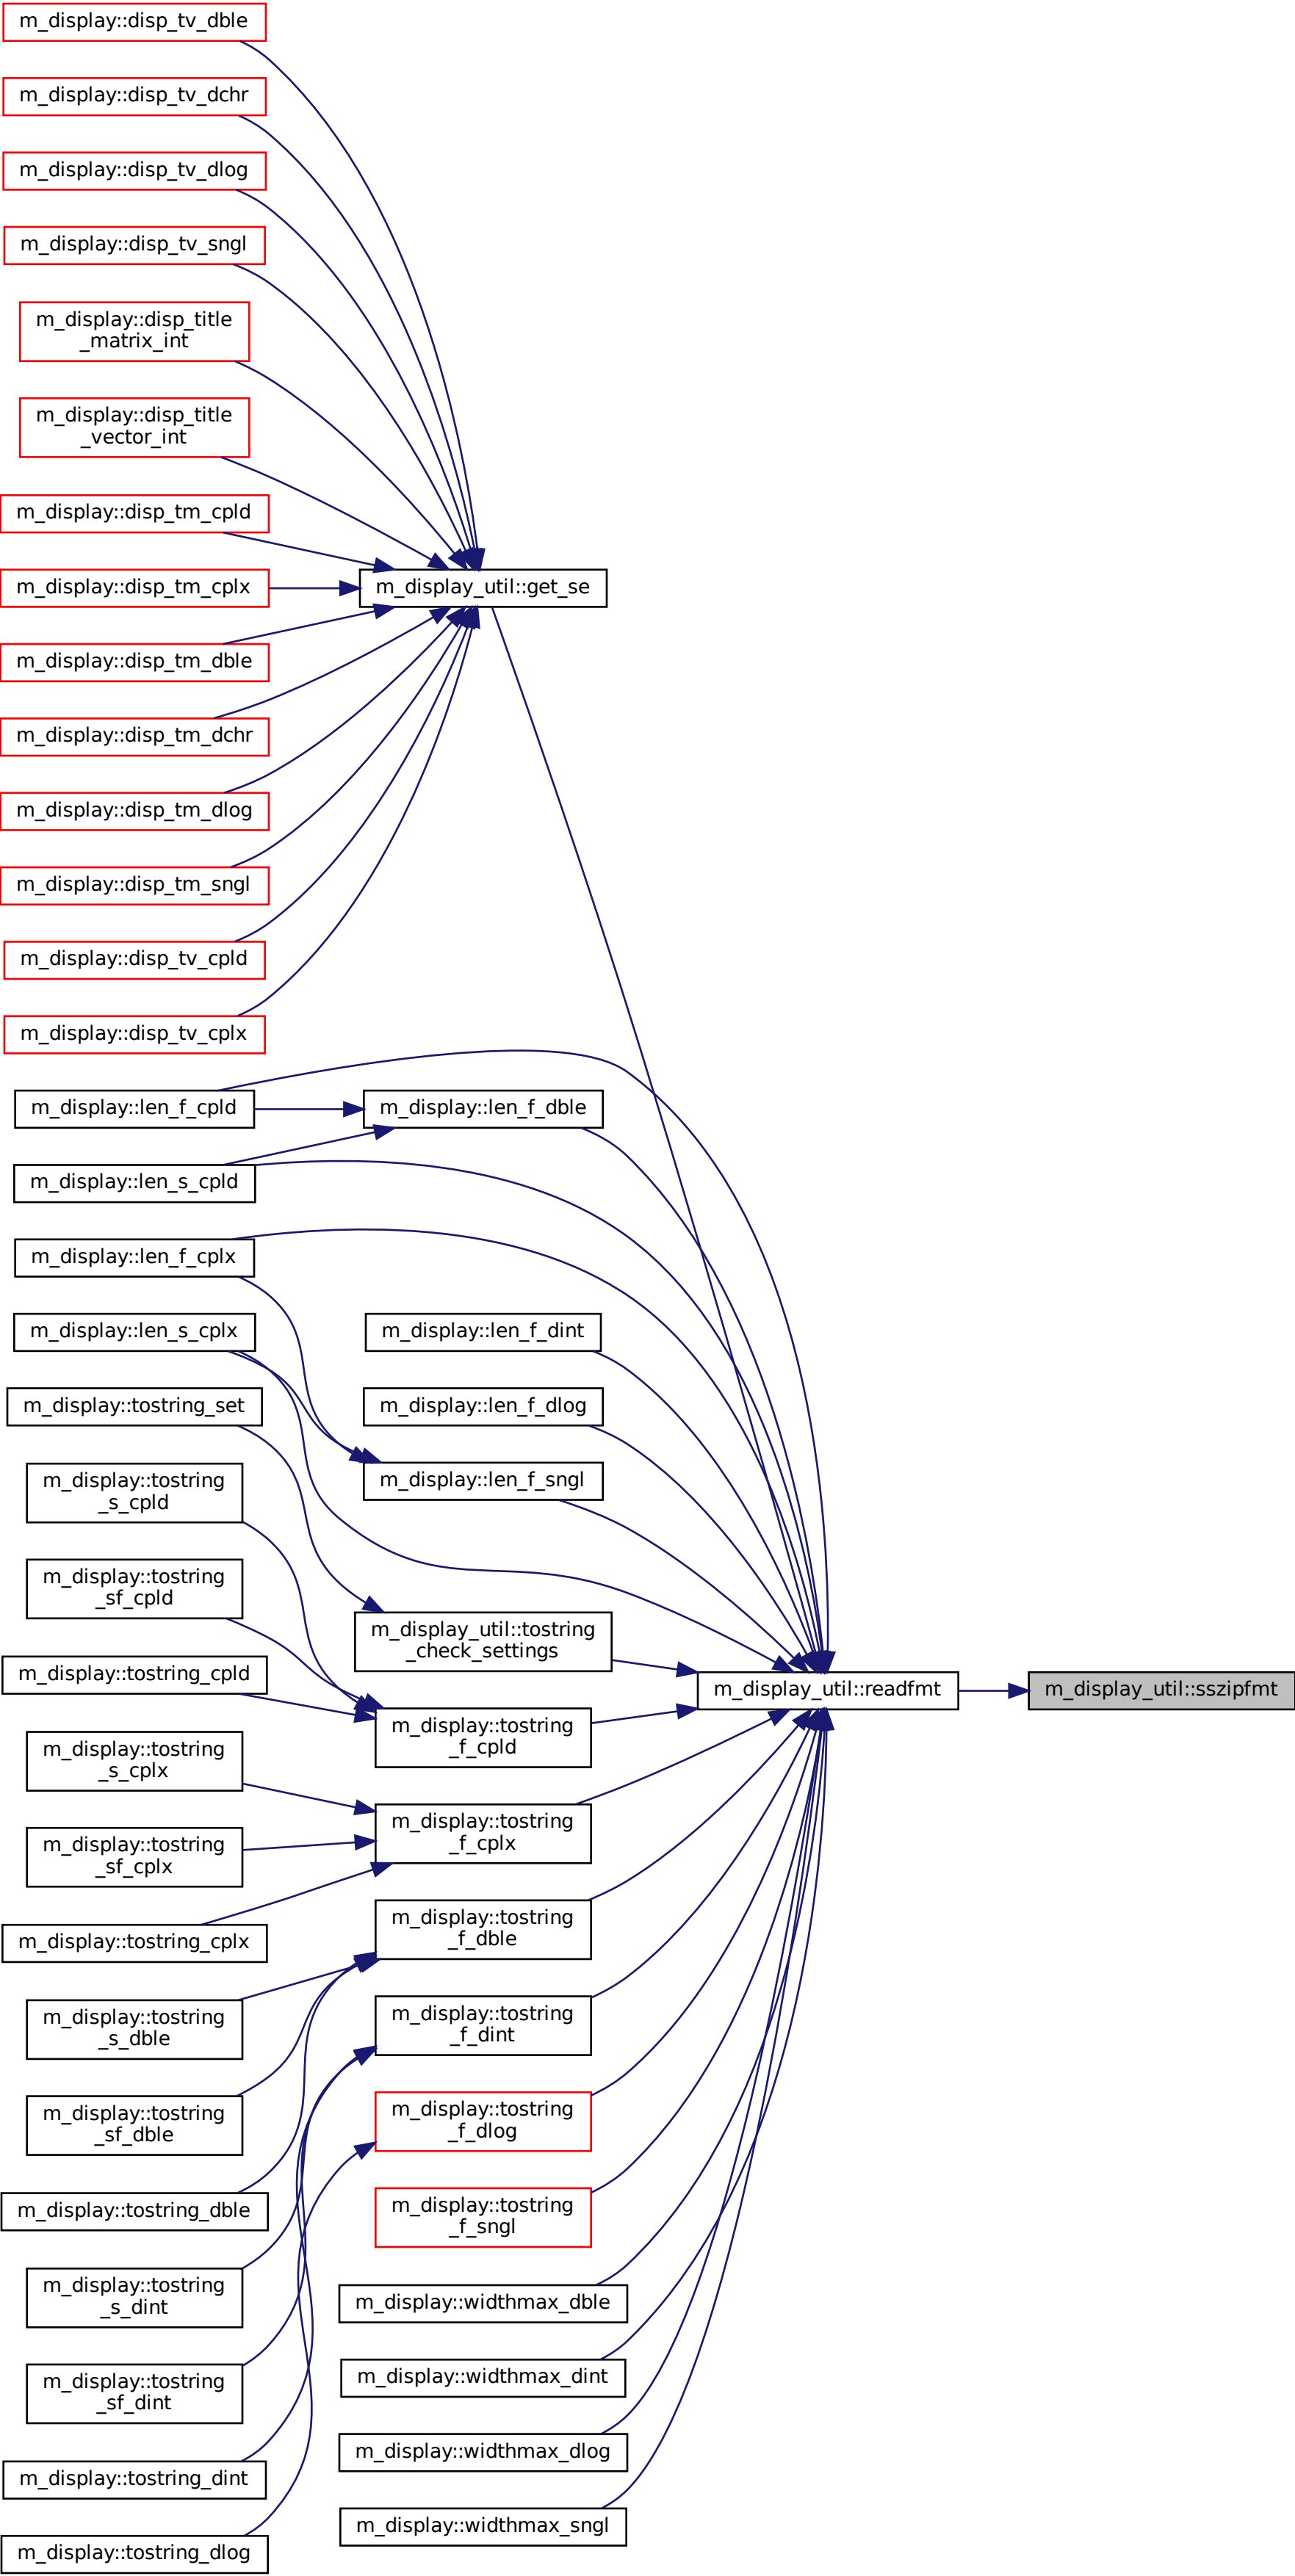 m_display::disp_tv_dble
m_display::disp_tv_dchr
m_display::disp_tv_dlog
m_display::disp_tv_sngl
m_display::disp_title
_matrix_int
m_display::disp_title
_vector_int
m_display::disp_tm_cpld
m_display::disp_tm_cplx
m_display_util::get_se
m_display::disp_tm_dble
m_display::disp_tm_dchr
m_display::disp_tm_dlog
m_display::disp_tm_sngl
m_display::disp_tv_cpld
m_display::disp_tv_cplx
m_display::len_f_cpld
m_display::len_f_dble
m_display::len_s_cpld
m_display::len_f_cplx
m_display::len_s_cplx
m_display::len_f_dint
m_display::tostring_set
m_display::len_f_dlog
m_display::tostring
_s_cpld
m_display::len_f_sngl
m_display::tostring
_sf_cpld
m_display_util::tostring
_check_settings
m_display::tostring_cpld
m_display_util::readfmt
m_display_util::sszipfmt
m_display::tostring
_f_cpld
m_display::tostring
_s_cplx
m_display::tostring
_f_cplx
m_display::tostring
_sf_cplx
m_display::tostring
_f_dble
m_display::tostring_cplx
m_display::tostring
_s_dble
m_display::tostring
_f_dint
m_display::tostring
_sf_dble
m_display::tostring
_f_dlog
m_display::tostring_dble
m_display::tostring
_f_sngl
m_display::tostring
_s_dint
m_display::widthmax_dble
m_display::tostring
_sf_dint
m_display::widthmax_dint
m_display::tostring_dint
m_display::widthmax_dlog
m_display::tostring_dlog
m_display::widthmax_sngl